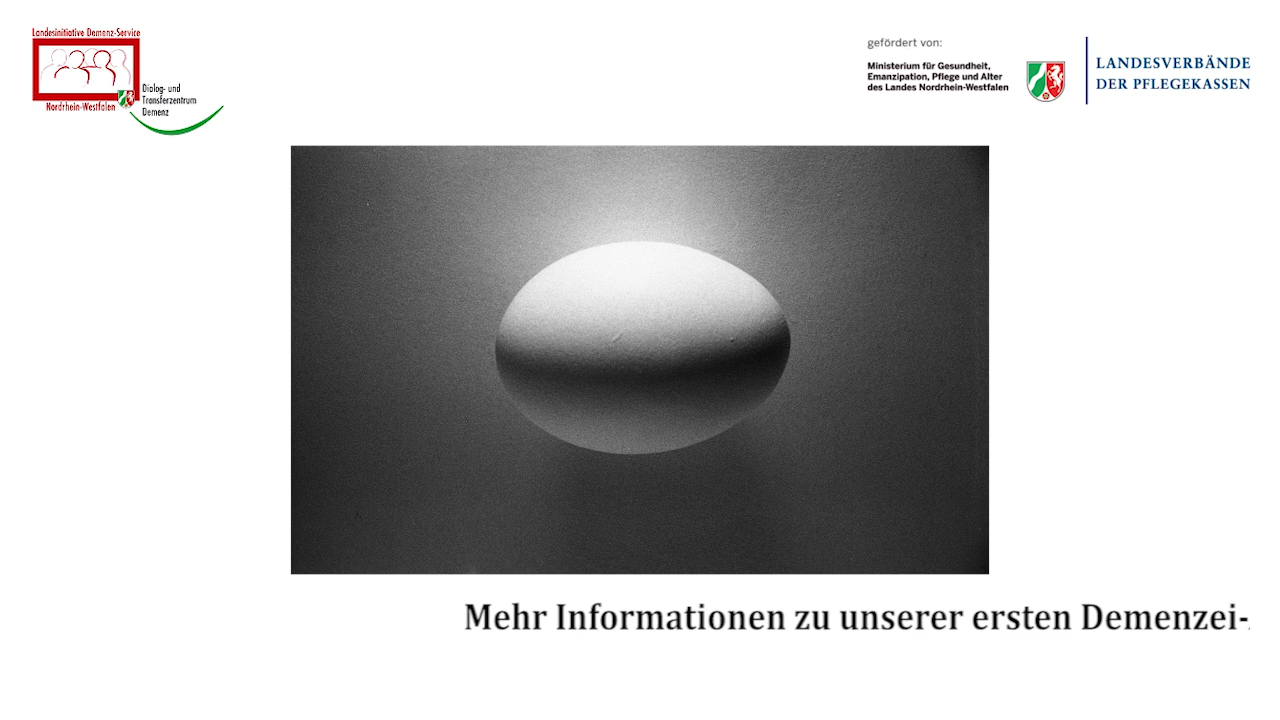 Landesinitiative Demenz-Service
Nordrhein-Westfalen
Dialog- und
Transferzentrum
Demenz
gefördert von:
Ministerium für Gesundheit,
Emanzipation, Pflege und Alter
des Landes Nordrhein-Westfalen
LANDESVERBÄNDE
DER PFLEGEKASSEN
Mehr Informationen zu unserer ersten Demenzei-